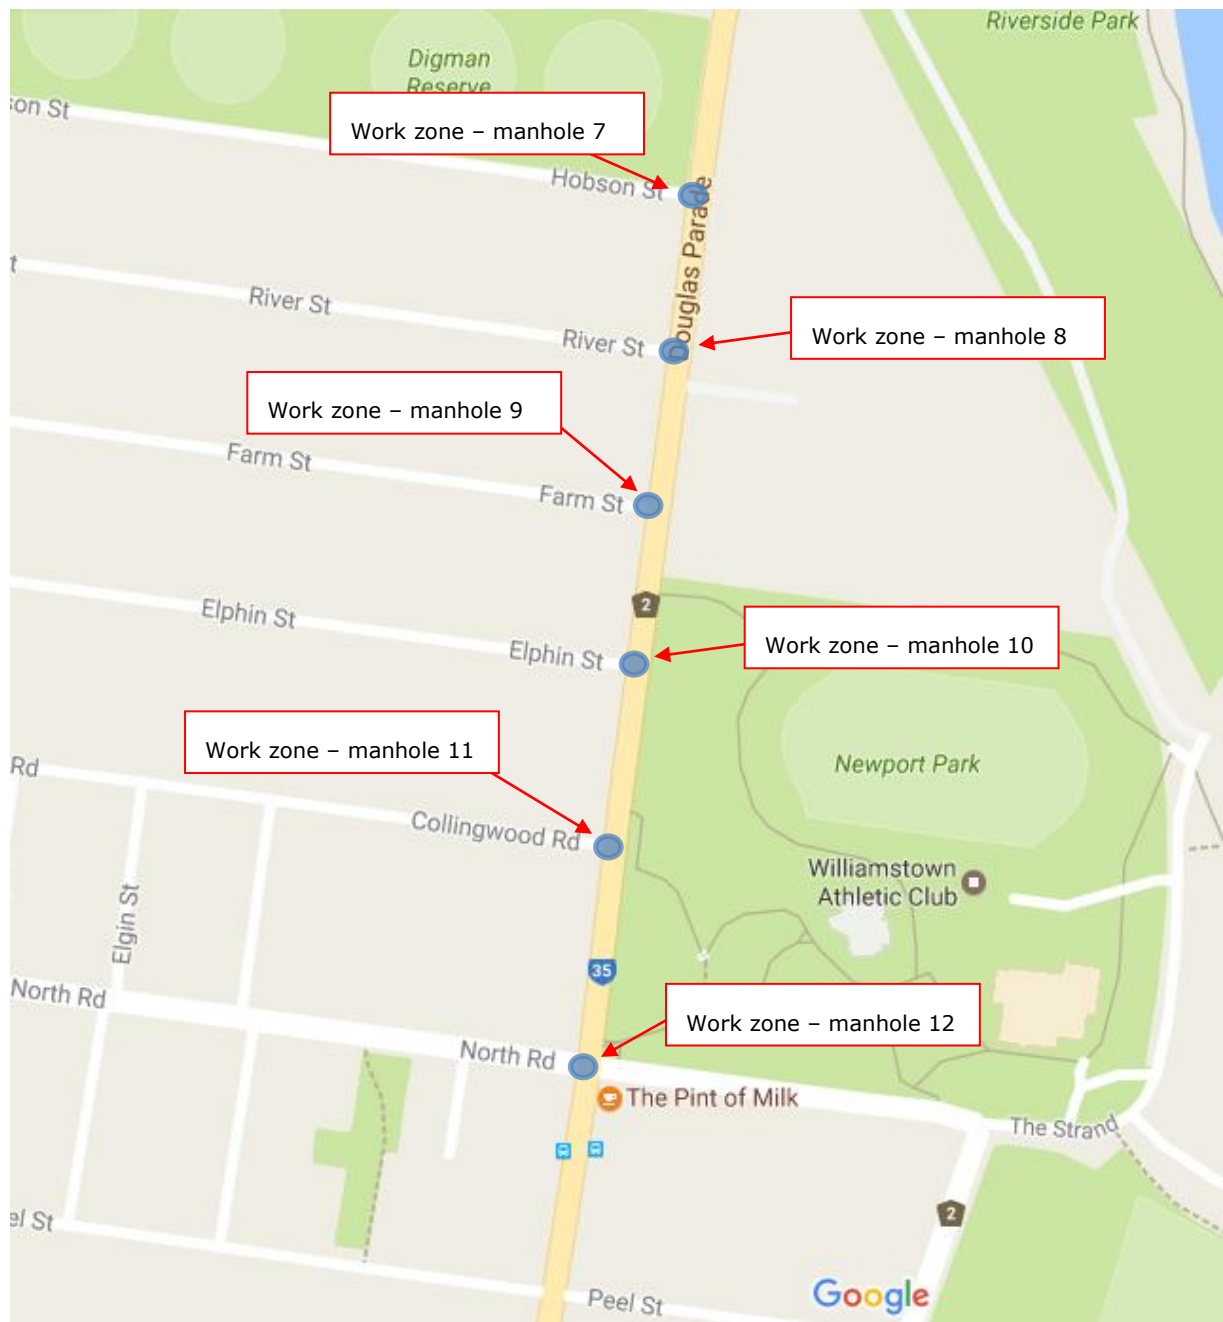 Riverside Park
Digman
Reserve
son St
Work zone – manhole 7
Hobson St
Douglas Parade
River St
River St
Work zone – manhole 8
Work zone – manhole 9
Farm St
Farm St
2
Elphin St
Elphin St
Work zone – manhole 10
Work zone – manhole 11
Rd
Newport Park
Collingwood Rd
Williamstown
Athletic Club
Elgin St
35
North Rd
Work zone – manhole 12
North Rd
The Pint of Milk
The Strand
2
el St
Peel St
Google